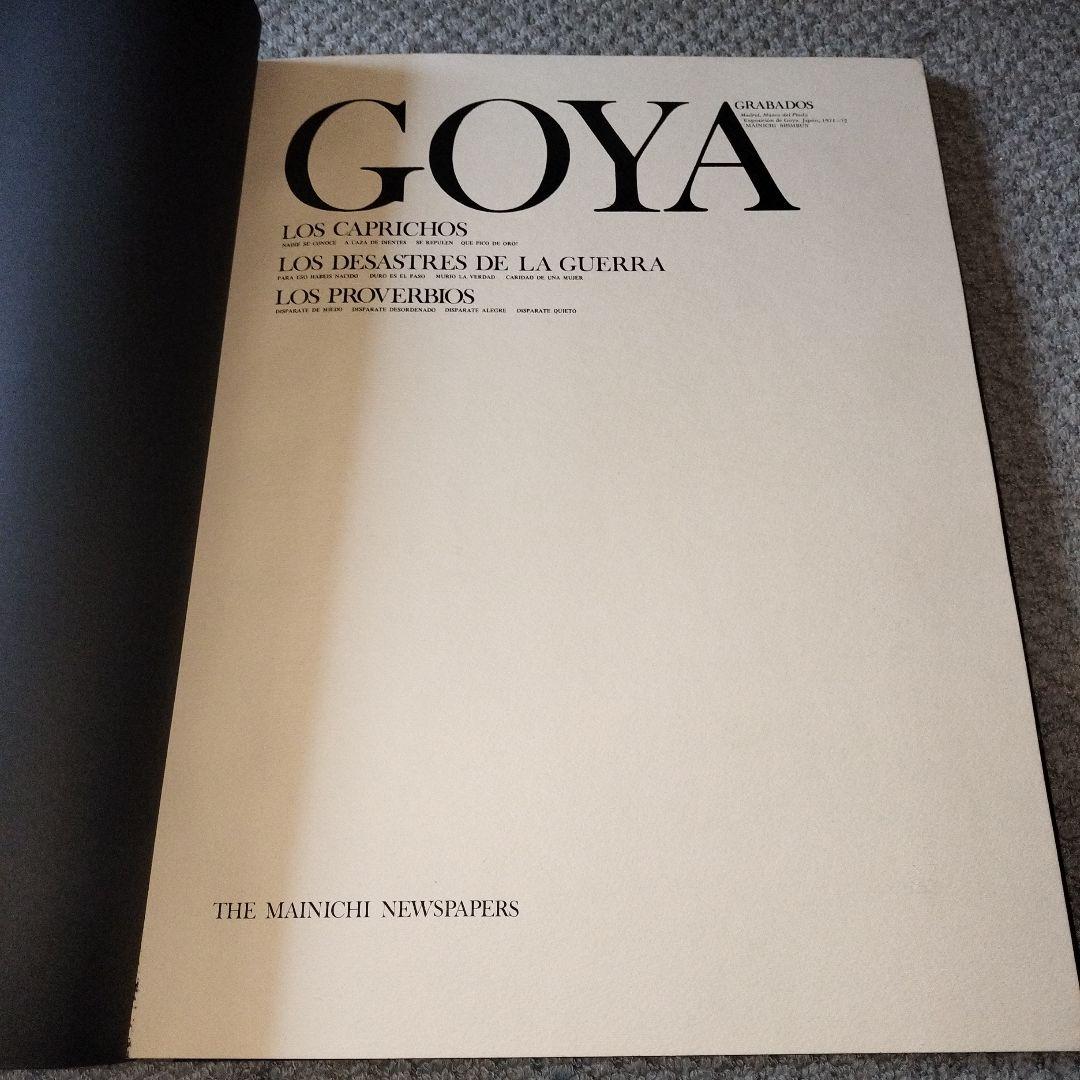 GOYA
GRABADOS
Madrid, Museo del Prado
Exposición de Goya. Japón, 1971—72
MAINICHI SHIMBUN
LOS CAPRICHOS
NADIE SE CONOCE A CAZA DE DIENTES SE REPULEN QUE PICO DE ORO!
LOS DESASTRES DE LA GUERRA
PARA ESO HABEIS NACIDO DURO ES EL PASO MURIO LA VERDAD CARIDAD DE UNA MUJER
LOS PROVERBIOS
DISPARATE DE MIEDO DISPARATE DESORDENADO DISPARATE ALEGRE DISPARATE QUIETO
THE MAINICHI NEWSPAPERS